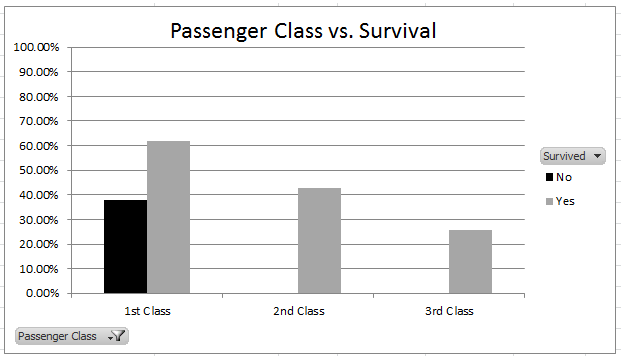 Passenger Class vs. Survival
100.00%
90.00%
80.00%
70.00%
60.00%
50.00%
40.00%
30.00%
20.00%
10.00%
0.00%
1st Class 2nd Class 3rd Class
Survived
No
Yes
Passenger Class